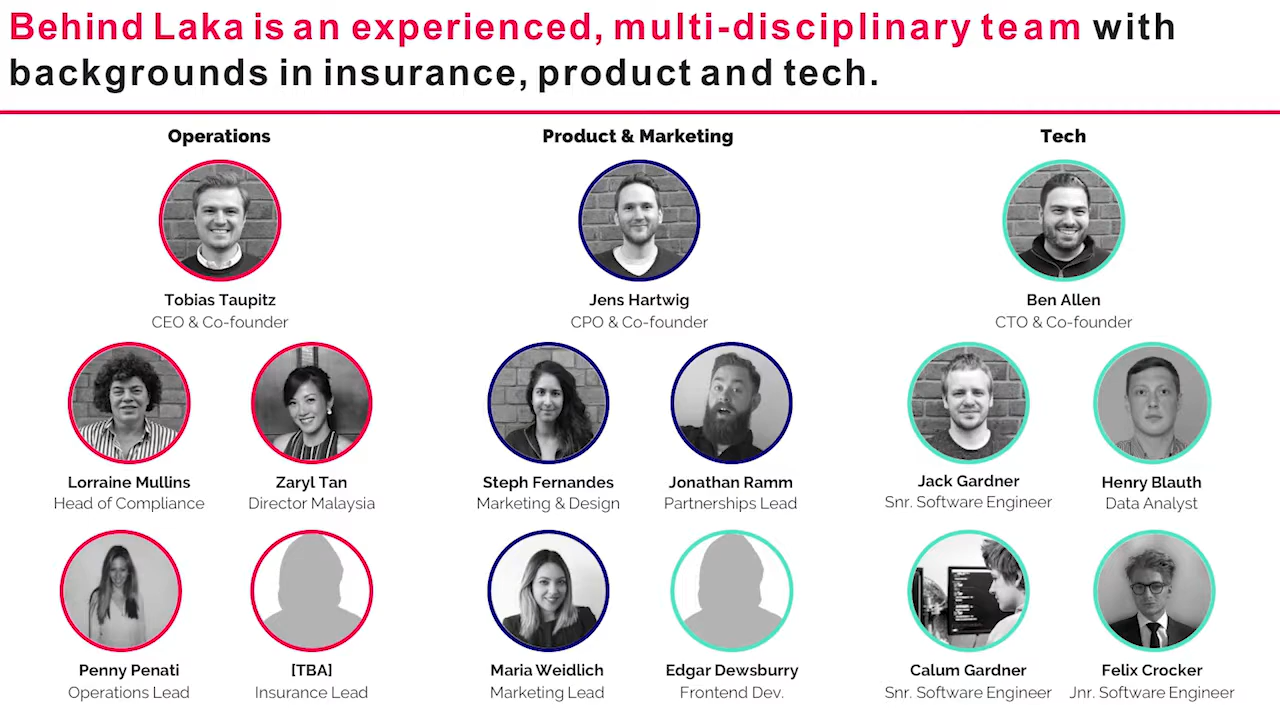 Behind Laka is an experienced, multi-disciplinary team with
backgrounds in insurance, product and tech.
Operations
Product & Marketing
Tech
Tobias Taupitz
CEO & Co-founder
Jens Hartwig
CPO & Co-founder
Ben Allen
CTO & Co-founder
Lorraine Mullins
Head of Compliance
Zaryl Tan
Director Malaysia
Steph Fernandes
Marketing & Design
Jonathan Ramm
Partnerships Lead
Jack Gardner
Snr. Software Engineer
Henry Blauth
Data Analyst
Penny Penati
Operations Lead
[TBA]
Insurance Lead
Maria Weidlich
Marketing Lead
Edgar Dewsburry
Frontend Dev.
Calum Gardner
Snr. Software Engineer
Felix Crocker
Jnr. Software Engineer